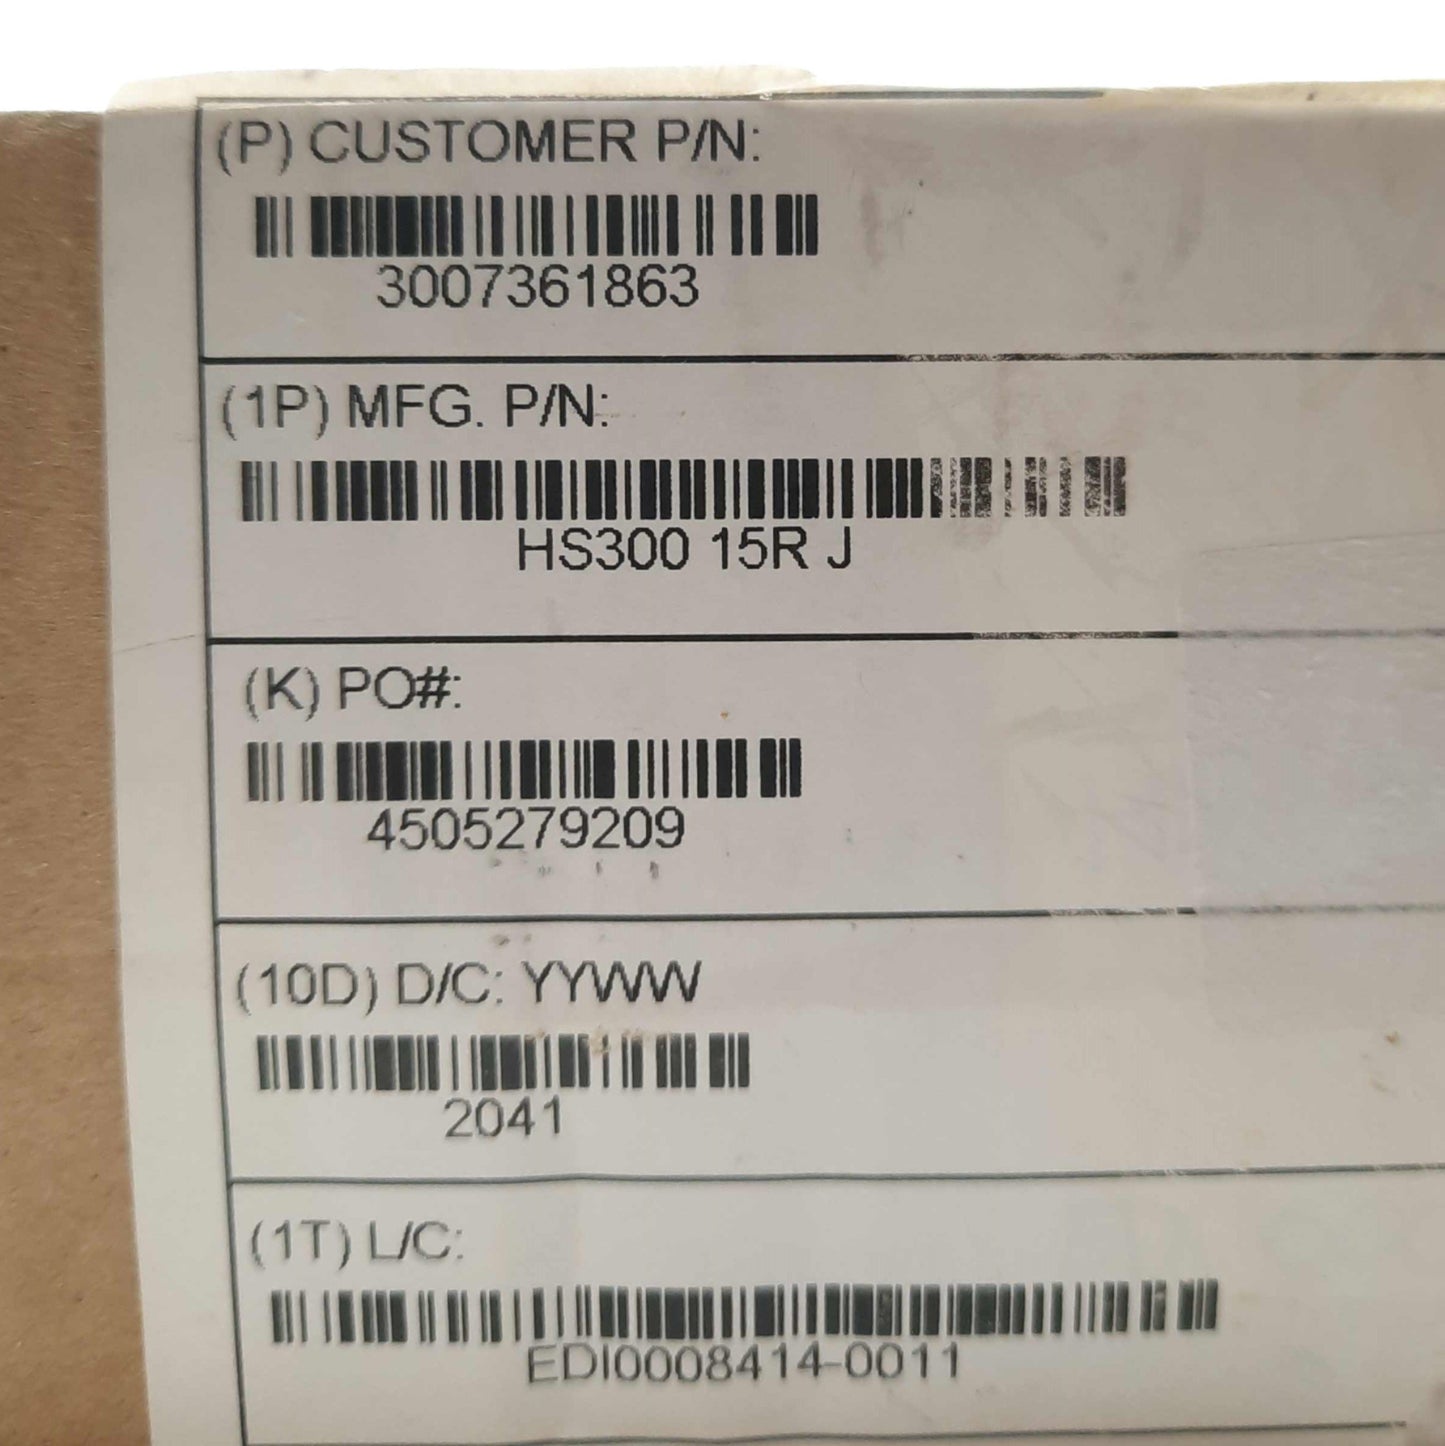 (P) CUSTOMER P/N:
3007361863
(1P) MFG. P/N:
HS300 15R J
(K) PO#:
4505279209
(10D) D/C: YYWW
2041
(1T) L/C:
EDI0008414-0011